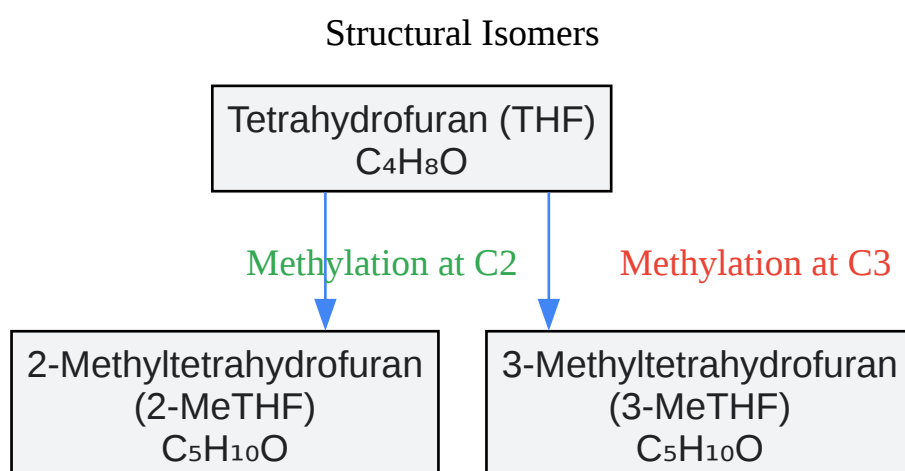 Structural Isomers
Tetrahydrofuran (THF)
C₄H₈O
Methylation at C2
Methylation at C3
2-Methyltetrahydrofuran
(2-MeTHF)
C₅H₁₀O
3-Methyltetrahydrofuran
(3-MeTHF)
C₅H₁₀O